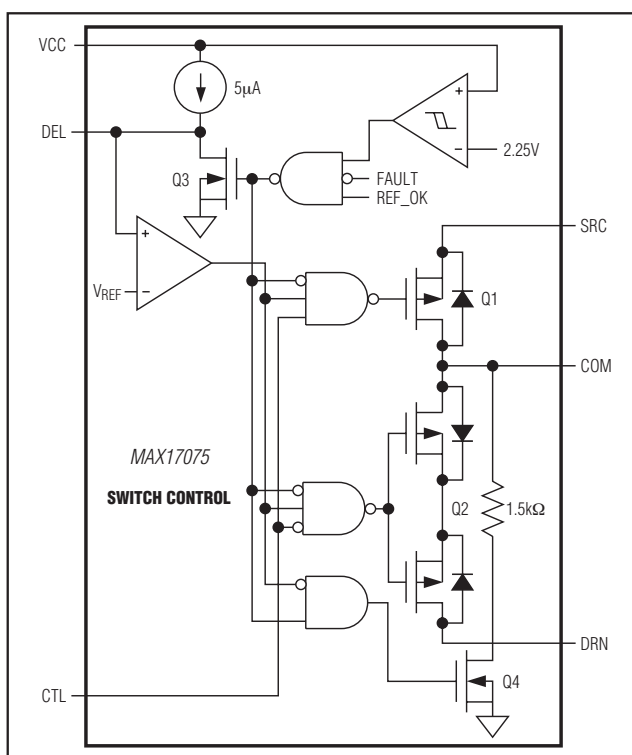 VCC
5µA
DEL
2.25V
Q3
FAULT
REF_OK
SRC
VREF
Q1
COM
MAX17075
SWITCH CONTROL
Q2
1.5kΩ
DRN
Q4
CTL
+
−
+
−